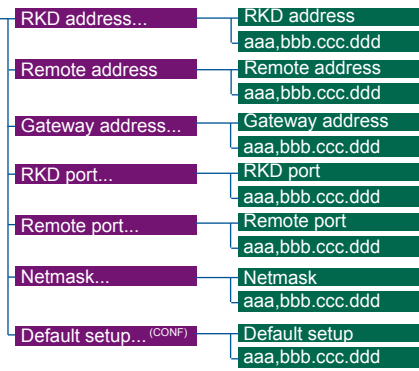 RKD address... RKD address
aaa,bbb.ccc.ddd
Remote address Remote address
aaa,bbb.ccc.ddd
Gateway address... Gateway address
aaa,bbb.ccc.ddd
RKD port... RKD port
aaa,bbb.ccc.ddd
Remote port... Remote port
aaa,bbb.ccc.ddd
Netmask... Netmask
aaa,bbb.ccc.ddd
Default setup... (CONF) Default setup
aaa,bbb.ccc.ddd